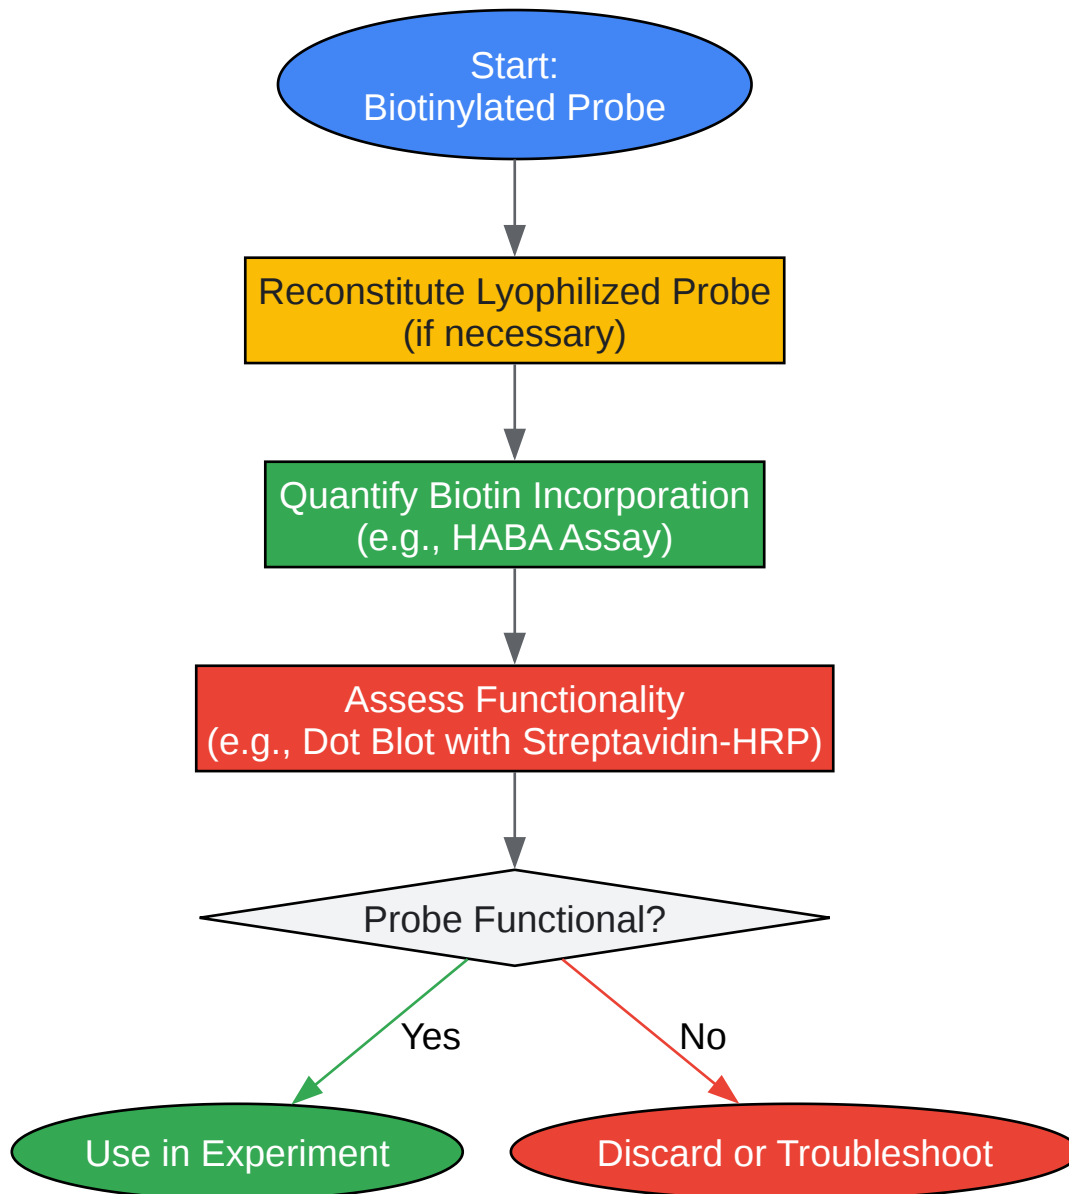 Start:
Biotinylated Probe
Reconstitute Lyophilized Probe
(if necessary)
Quantify Biotin Incorporation
(e.g., HABA Assay)
Assess Functionality
(e.g., Dot Blot with Streptavidin-HRP)
Probe Functional?
Yes
No
Use in Experiment
Discard or Troubleshoot